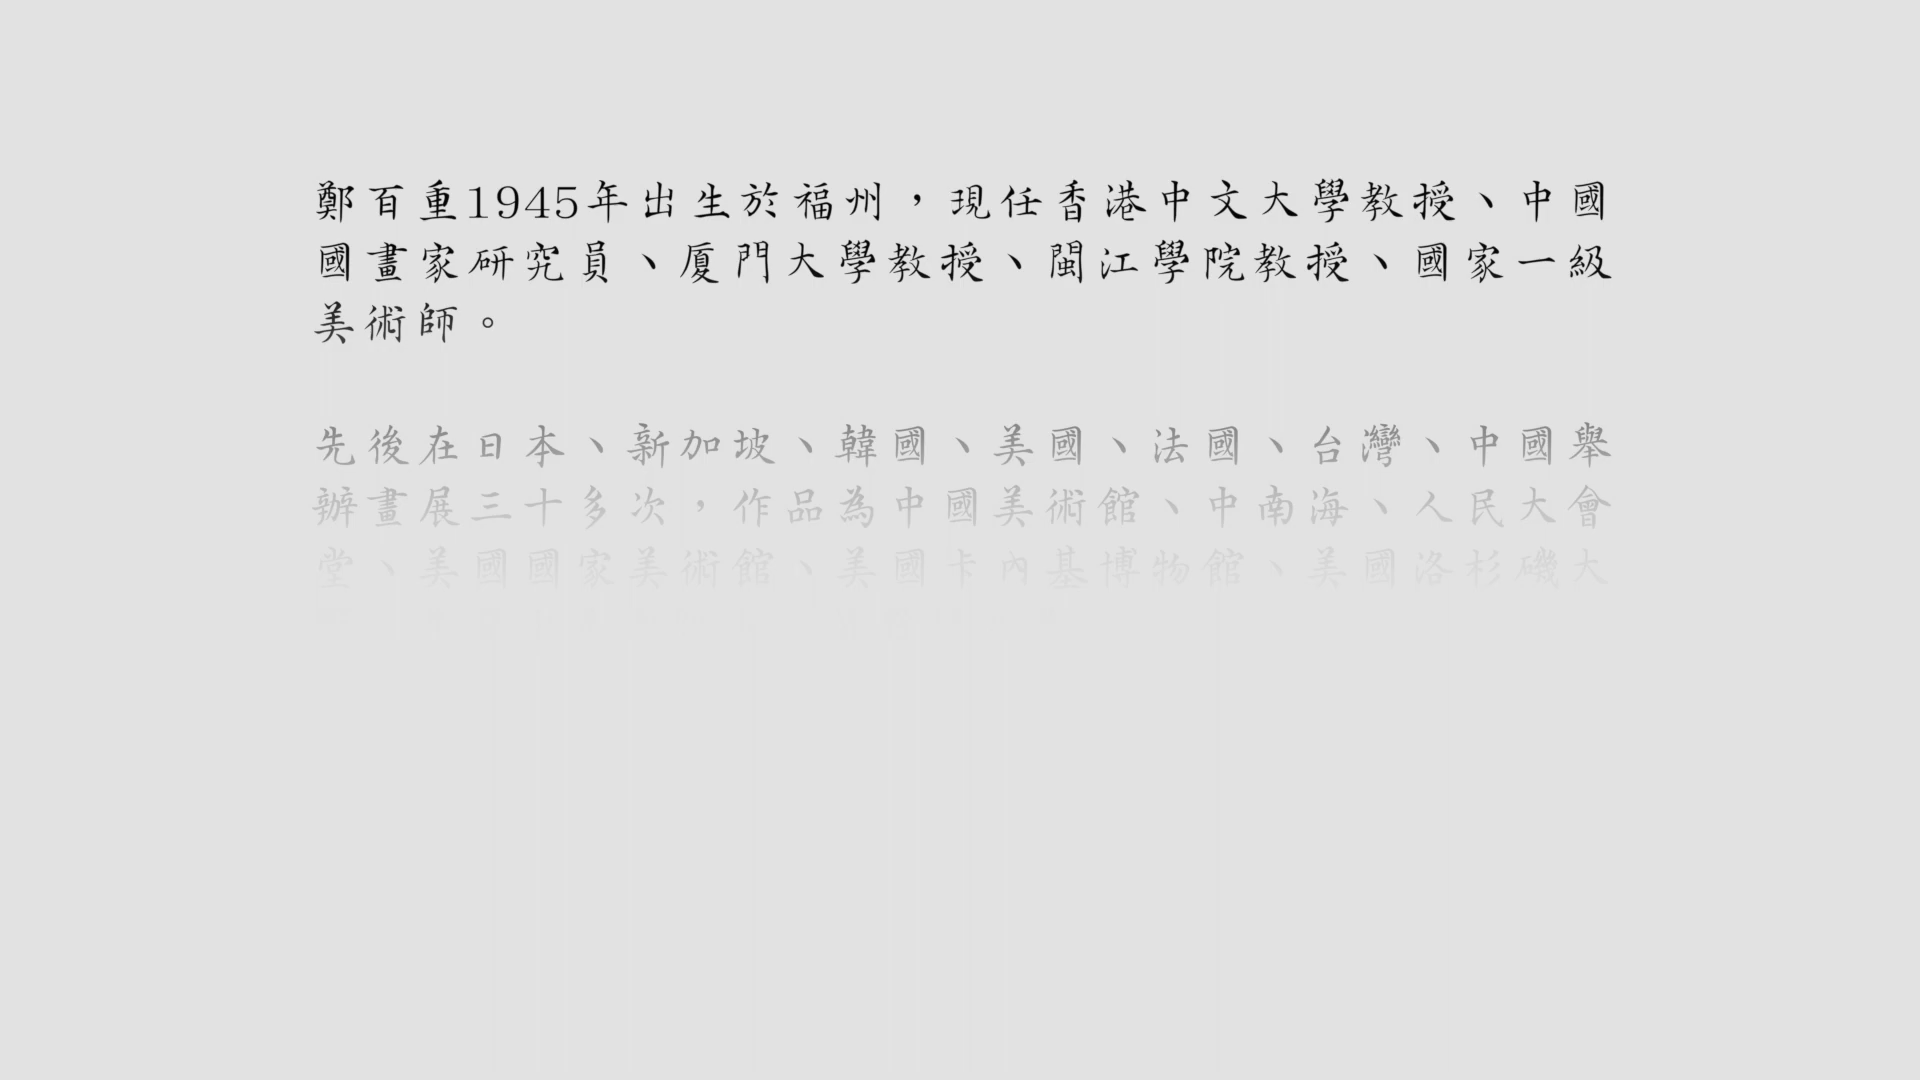 鄭百重1945年出生於福州，現任香港中文大學教授、中國
國畫家研究員、厦門大學教授、閩江學院教授、國家一級
美術師。
先後在日本、新加坡、韓國、美國、法國、台灣、中國舉
辦畫展三十多次，作品為中國美術館、中南海、人民大會
堂、美國國家美術館、美國卡內基博物館、美國洛杉磯大